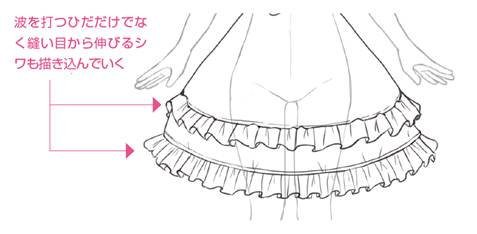 波を打つひだだけでな
く縫い目から伸びるシ
ワも描き込んでいく